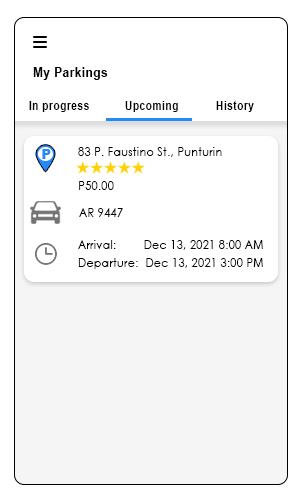 My Parkings
In progress Upcoming History
P 83 P. Faustino St., Punturin
P50.00
AR 9447
Arrival: Dec 13, 2021 8:00 AM
Departure: Dec 13, 2021 3:00 PM